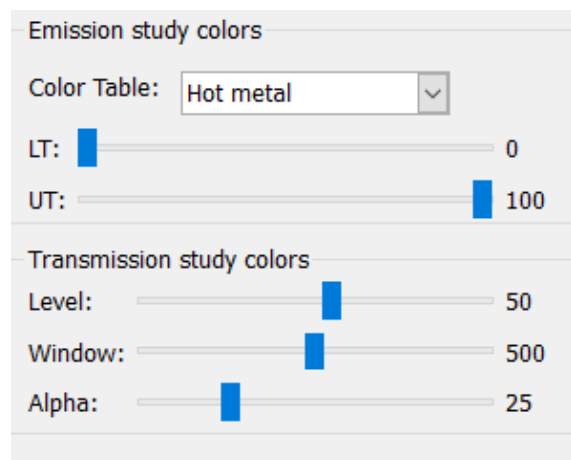 Emission study colors
Color Table: Hot metal
LT: 0
UT: 100
Transmission study colors
Level: 50
Window: 500
Alpha: 25